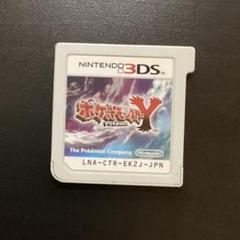 NINTENDO 3DS
ポケットモンスター Y
The Pokémon Company
Nintendo
LNA-CTR-EK2J-JPN